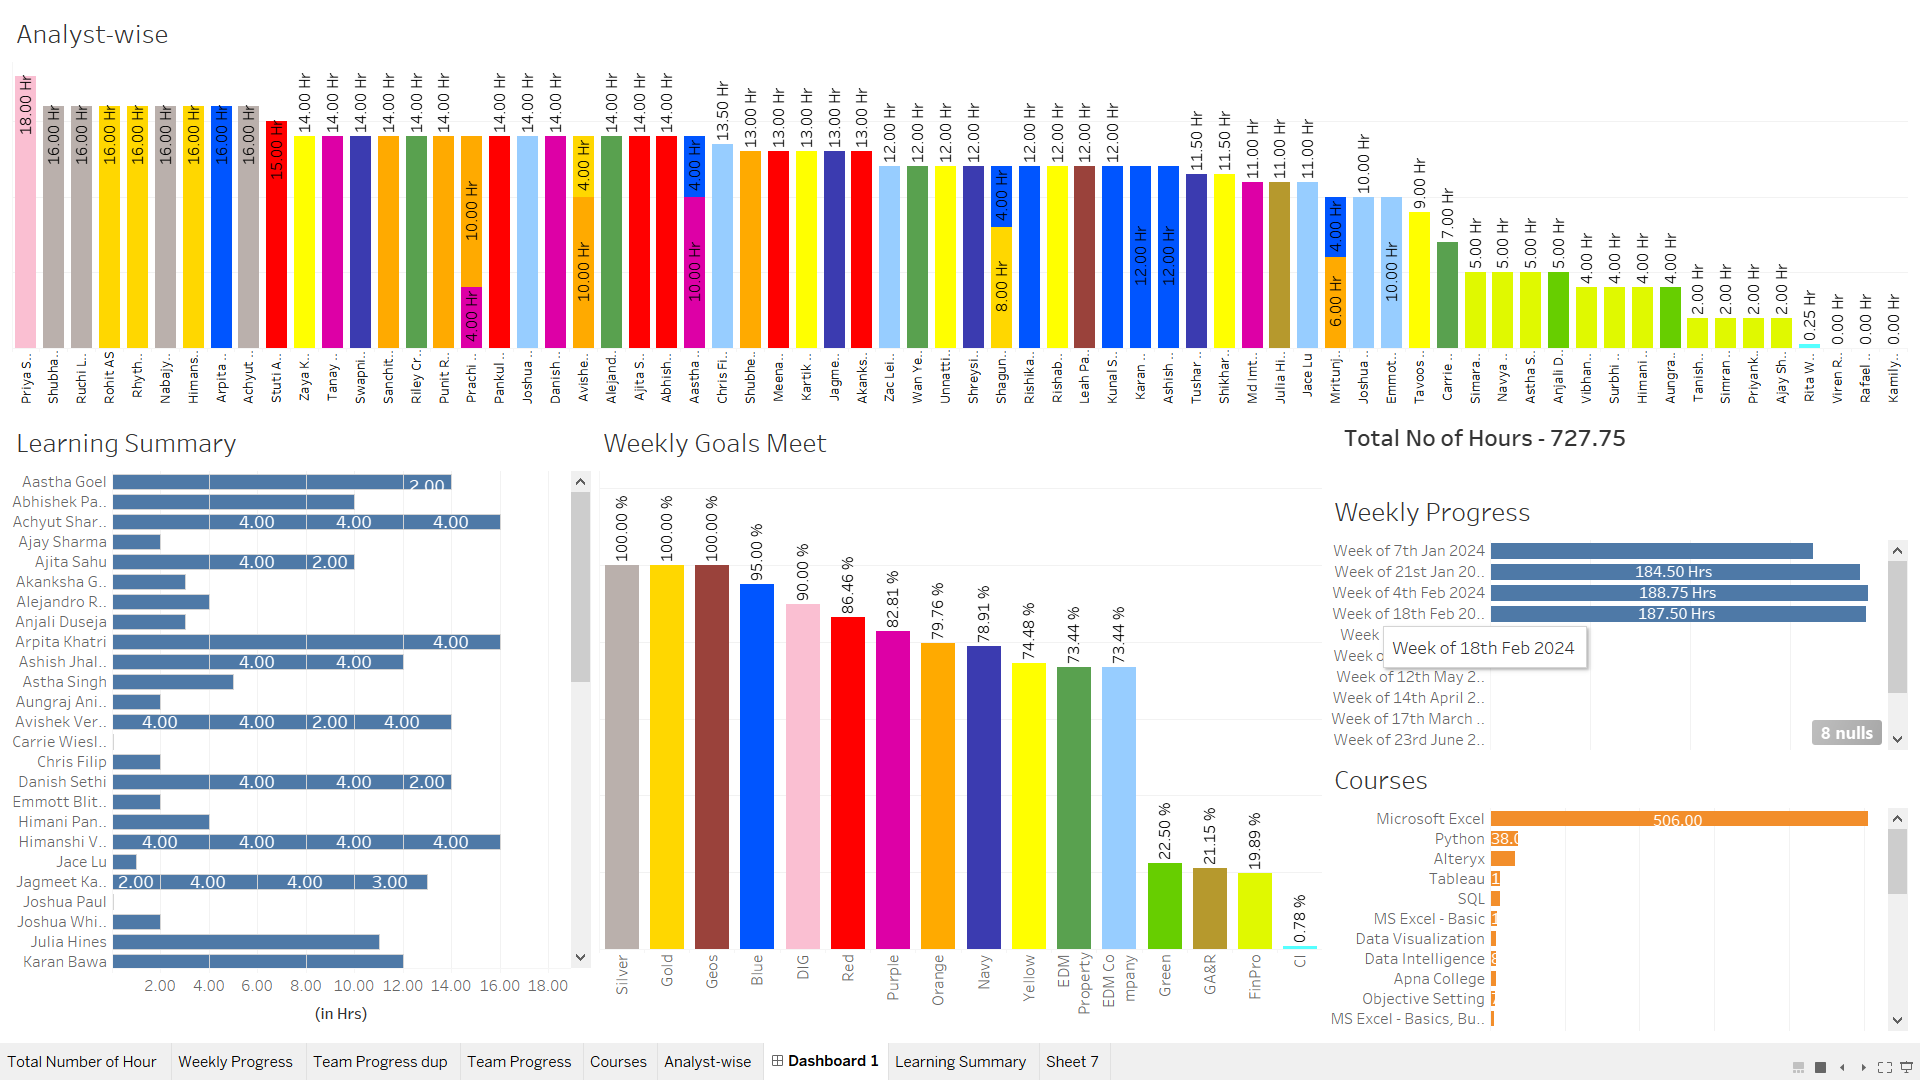 Analyst-wise
18.00 Hr
16.00 Hr
16.00 Hr
16.00 Hr
16.00 Hr
16.00 Hr
16.00 Hr
16.00 Hr
16.00 Hr
15.00 Hr
14.00 Hr
14.00 Hr
14.00 Hr
14.00 Hr
14.00 Hr
14.00 Hr
10.00 Hr
4.00 Hr
14.00 Hr
14.00 Hr
14.00 Hr
4.00 Hr
10.00 Hr
14.00 Hr
14.00 Hr
14.00 Hr
4.00 Hr
10.00 Hr
13.50 Hr
13.00 Hr
13.00 Hr
13.00 Hr
13.00 Hr
13.00 Hr
12.00 Hr
12.00 Hr
12.00 Hr
12.00 Hr
4.00 Hr
8.00 Hr
12.00 Hr
12.00 Hr
12.00 Hr
12.00 Hr
12.00 Hr
12.00 Hr
11.50 Hr
11.50 Hr
11.00 Hr
11.00 Hr
11.00 Hr
4.00 Hr
6.00 Hr
10.00 Hr
10.00 Hr
9.00 Hr
7.00 Hr
5.00 Hr
5.00 Hr
5.00 Hr
5.00 Hr
4.00 Hr
4.00 Hr
4.00 Hr
4.00 Hr
2.00 Hr
2.00 Hr
2.00 Hr
2.00 Hr
0.25 Hr
0.00 Hr
0.00 Hr
0.00 Hr
Priya S..
Shubha..
Ruchi L..
Rohit AS
Rhyth..
Nabajy..
Himans..
Arpita ..
Achyut ..
Stuti A..
Zaya K..
Tanay ..
Swapni..
Sanchit..
Riley Cr..
Punit R..
Prachi ..
Pankul ..
Joshua ..
Danish ..
Avishe..
Alejand..
Ajita S..
Abhish..
Aastha ..
Chris Fi..
Shubhe..
Meena..
Kartik ..
Jagme..
Akanks..
Zac Lei..
Wan Ye..
Unnatti..
Shreysi..
Shagun..
Rishika..
Rishab..
Leah Pa..
Kunal S..
Karan ..
Ashish ..
Tushar ..
Shikhar..
Md Imt..
Julia Hi..
Jace Lu
Mritunj..
Joshua..
Emmot..
Tavoos ..
Carrie ..
Simara..
Navya ..
Astha S..
Anjali D..
Vibhan..
Surbhi ..
Himani ..
Aungra..
Tanish..
Simran ..
Priyank..
Ajay Sh..
Rita W..
Viren R..
Rafael ..
Kamily..
Learning Summary
Aastha Goel 2.00
Abhishek Pa..
Achyut Shar.. 4.00 4.00 4.00
Ajay Sharma
Ajita Sahu 4.00 2.00
Akanksha G..
Alejandro R..
Anjali Duseja
Arpita Khatri 4.00
Ashish Jhal.. 4.00 4.00
Astha Singh
Aungraj Ani..
Avishek Ver.. 4.00 4.00 2.00 4.00
Carrie Wiesl..
Chris Filip
Danish Sethi 4.00 4.00 2.00
Emmott Blit..
Himani Pan..
Himanshi V.. 4.00 4.00 4.00 4.00
Jace Lu
Jagmeet Ka.. 2.00 4.00 4.00 3.00
Joshua Paul
Joshua Whi..
Julia Hines
Karan Bawa
2.00 4.00 6.00 8.00 10.00 12.00 14.00 16.00 18.00
(in Hrs)
Weekly Goals Meet
100.00 %
100.00 %
100.00 %
95.00 %
90.00 %
86.46 %
82.81 %
79.76 %
78.91 %
74.48 %
73.44 %
73.44 %
22.50 %
21.15 %
19.89 %
0.78 %
Silver
Gold
Geos
Blue
DIG
Red
Purple
Orange
Navy
Yellow
EDM
Property
EDM Co
mpany
Green
GA&R
FinPro
CI
Total No of Hours - 727.75
Weekly Progress
Week of 7th Jan 2024
Week of 21st Jan 20.. 184.50 Hrs
Week of 4th Feb 2024 188.75 Hrs
Week of 18th Feb 20.. 187.50 Hrs
Week
Week o
Week of 18th Feb 2024
Week of 12th May 2..
Week of 14th April 2..
Week of 17th March ..
Week of 23rd June 2..
8 nulls
Courses
Microsoft Excel 506.00
Python 38.0
Alteryx
Tableau 1
SQL
MS Excel - Basic 1
Data Visualization
Data Intelligence
Apna College
Objective Setting
MS Excel - Basics, Bu..
Total Number of Hour Weekly Progress Team Progress dup Team Progress Courses Analyst-wise Dashboard 1 Learning Summary Sheet 7